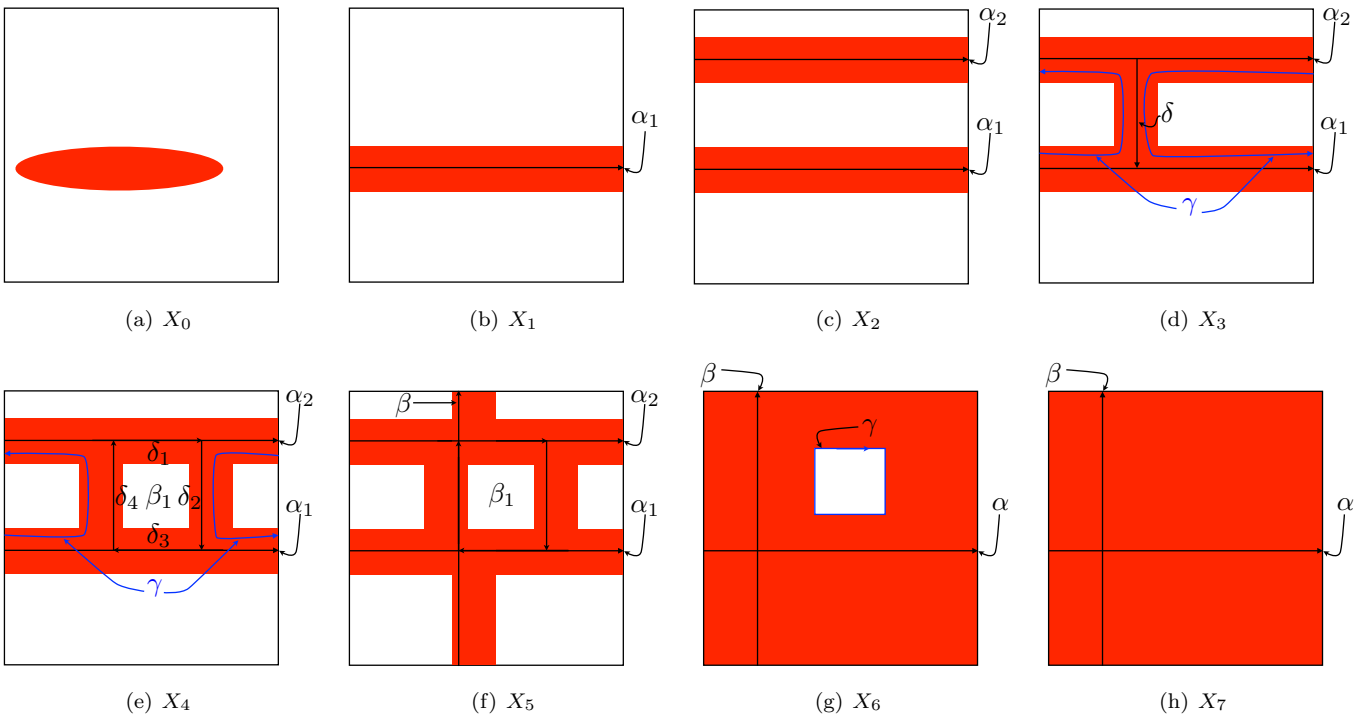 α₁
α₂
α₁
α₂
δ
α₁
γ
(a) X₀
(b) X₁
(c) X₂
(d) X₃
α₂
δ₁
δ₄ β₁ δ₂
α₁
δ₃
γ
β
α₂
β₁
α₁
β
γ
α
β
α
(e) X₄
(f) X₅
(g) X₆
(h) X₇